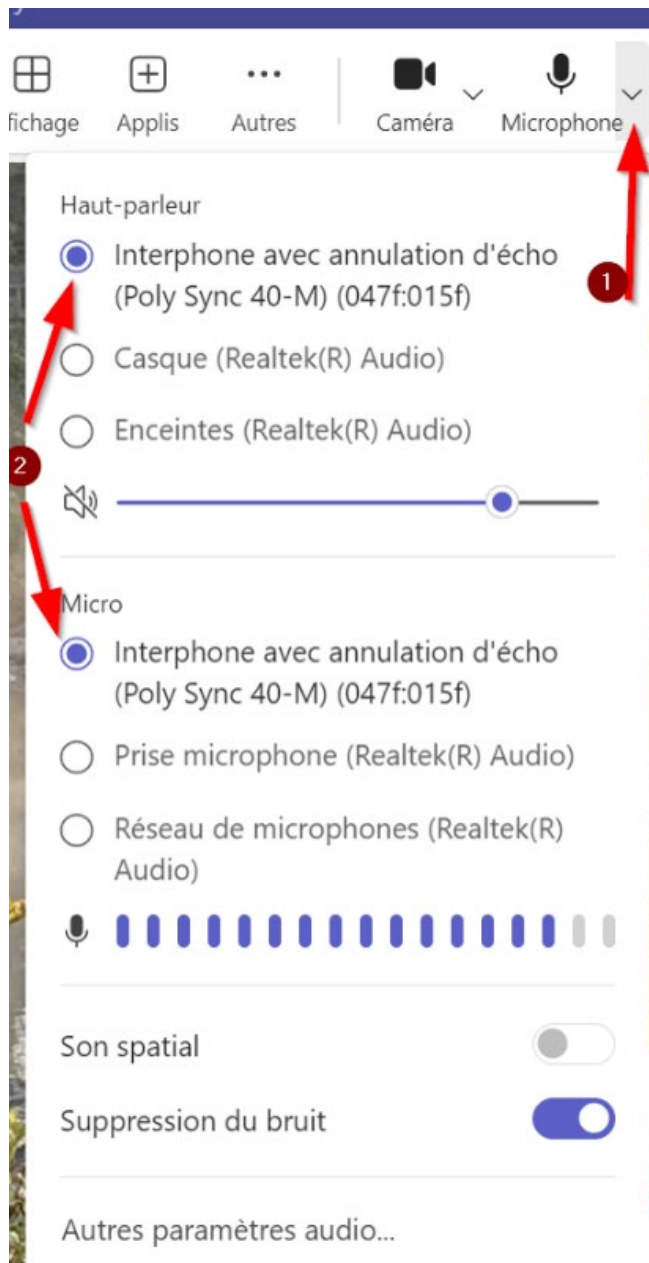 fichage Applis Autres Caméra Microphone
Haut-parleur
Interphone avec annulation d'écho
(Poly Sync 40-M) (047f:015f)
1
Casque (Realtek(R) Audio)
Enceintes (Realtek(R) Audio)
2
Micro
Interphone avec annulation d'écho
(Poly Sync 40-M) (047f:015f)
Prise microphone (Realtek(R) Audio)
Réseau de microphones (Realtek(R)
Audio)
Son spatial
Suppression du bruit
Autres paramètres audio...